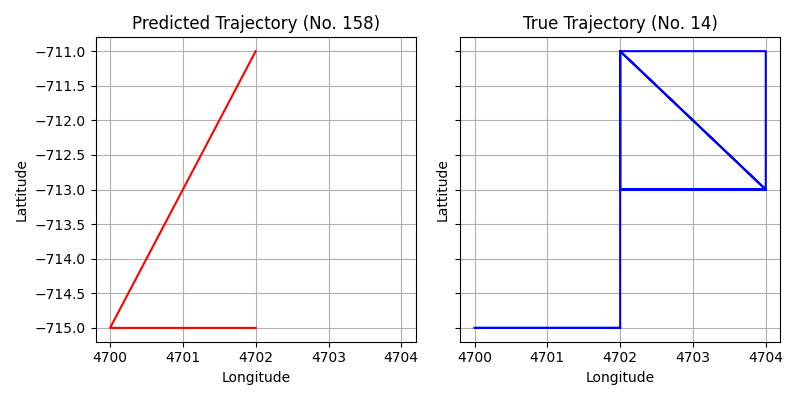 Predicted Trajectory (No. 158)
True Trajectory (No. 14)
−711.0
−711.5
−712.0
−712.5
−713.0
−713.5
−714.0
−714.5
−715.0
Lattitude
Lattitude
4700 4701 4702 4703 4704
4700 4701 4702 4703 4704
Longitude
Longitude